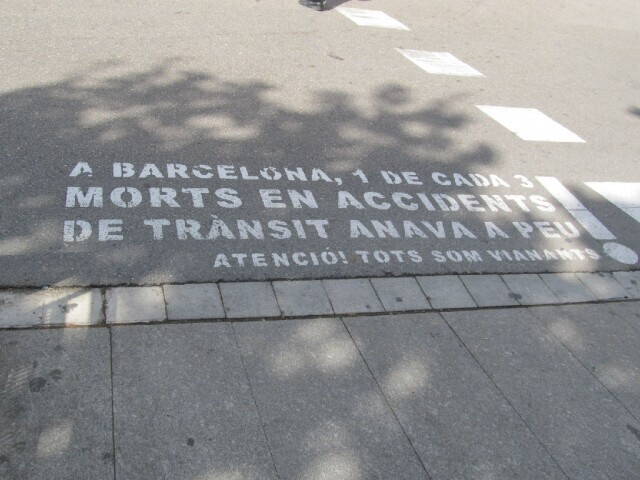 A BARCELONA, 1 DE CADA 3
MORTS EN ACCIDENTS
DE TRÀNSIT ANAVA A PEU
ATENCIÓ! TOTS SOM VIANANTS
!